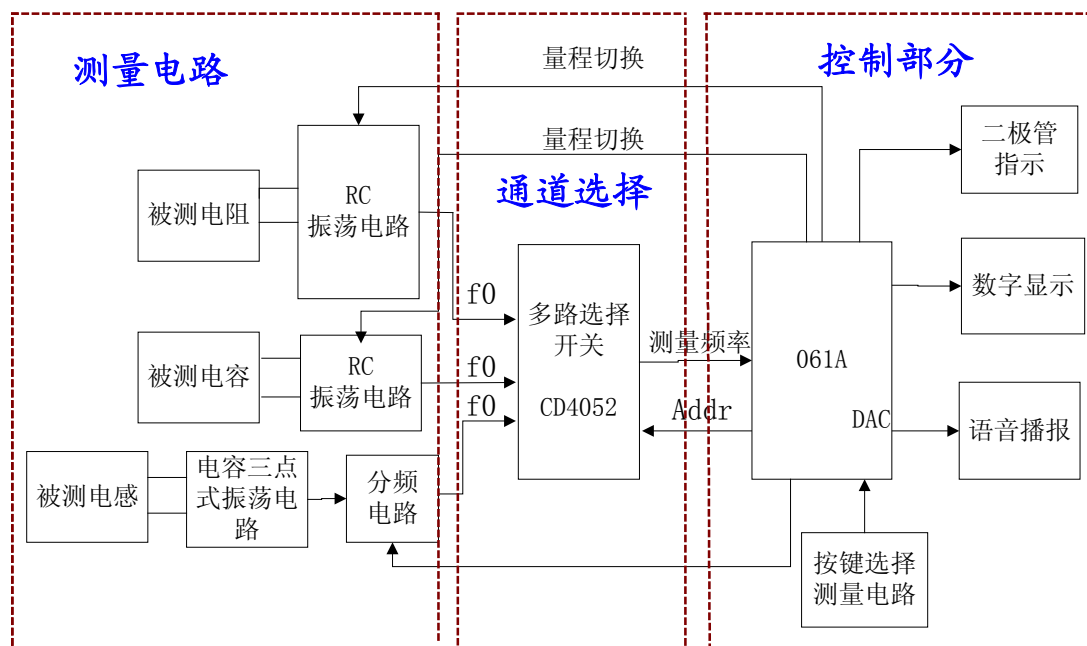 测量电路
量程切换
控制部分
量程切换
二极管
指示
通道选择
被测电阻
RC
振荡电路
f0
多路选择
开关
CD4052
测量频率
061A
DAC
数字显示
被测电容
RC
振荡电路
f0
f0
Addr
语音播报
被测电感
电容三点
式振荡电
路
分频
电路
按键选择
测量电路